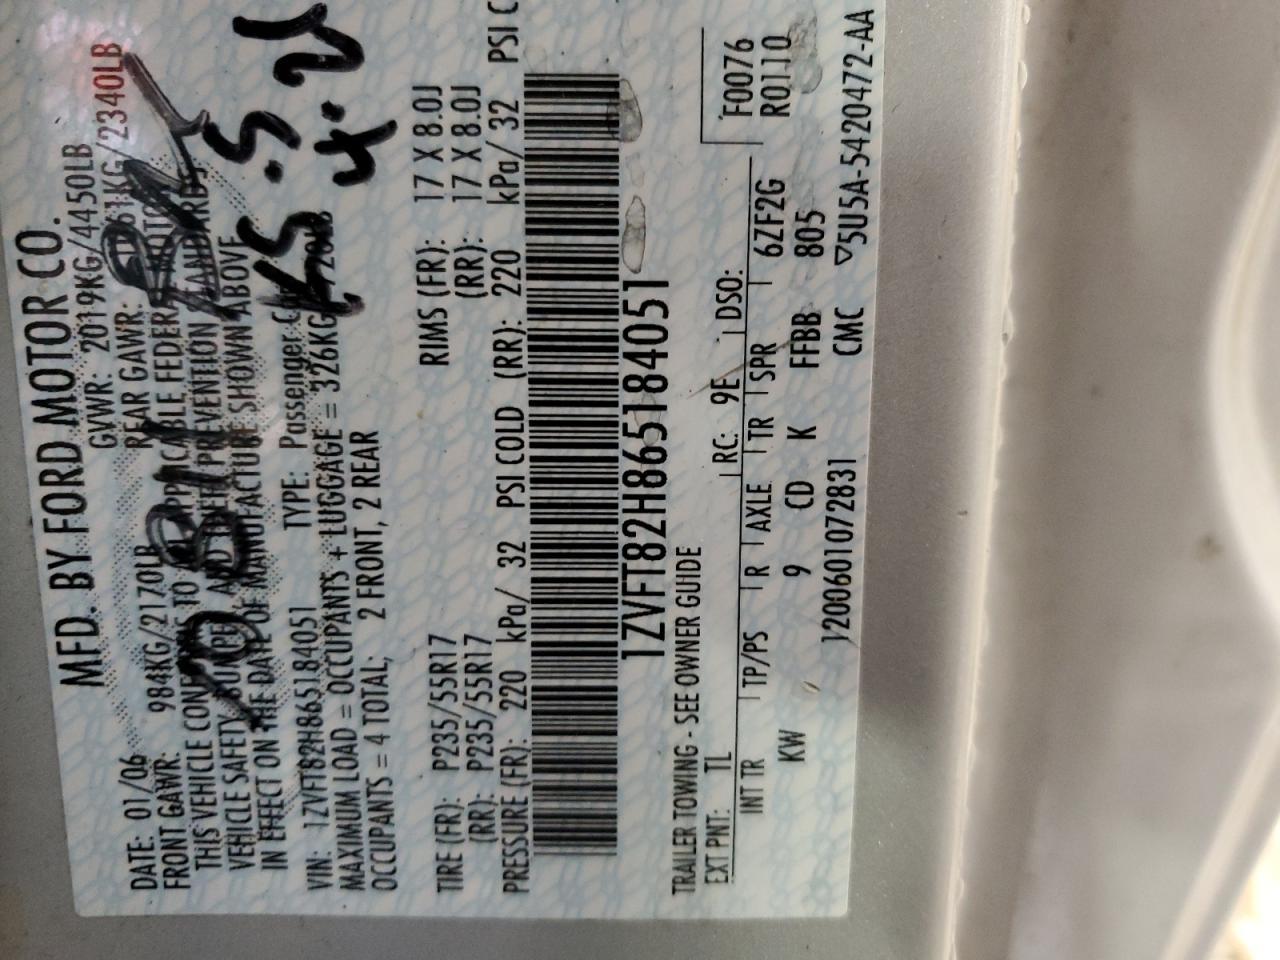 MFD. BY FORD MOTOR CO.
DATE: 01/06 GVWR: 2019KG/4450LB
FRONT GAWR: 984KG/2170LB REAR GAWR: 1061KG/2340LB
THIS VEHICLE CONFORMS TO ALL APPLICABLE FEDERAL MOTOR
VEHICLE SAFETY, BUMPER, AND THEFT PREVENTION STANDARDS
IN EFFECT ON THE DATE OF MANUFACTURE SHOWN ABOVE
VIN: 1ZVFT82H865184051 TYPE: Passenger
MAXIMUM LOAD = OCCUPANTS + LUGGAGE = 326KG
OCCUPANTS = 4 TOTAL; 2 FRONT, 2 REAR
TIRE (FR): P235/55R17 RIMS (FR): 17 X 8.0J
(RR): P235/55R17 (RR): 17 X 8.0J
PRESSURE (FR): 220 kPa/ 32 PSI COLD (RR): 220 kPa/ 32 PSI C
1ZVFT82H865184051
TRAILER TOWING - SEE OWNER GUIDE
F0076
R0110
EXT PNT: TL RC: 9E DSO:
INT TR TP/PS R AXLE TR SPR 6ZF2G
KW 9 CD K FFBB 805
1200601072831 CMC ▽5U5A-5420472-AA